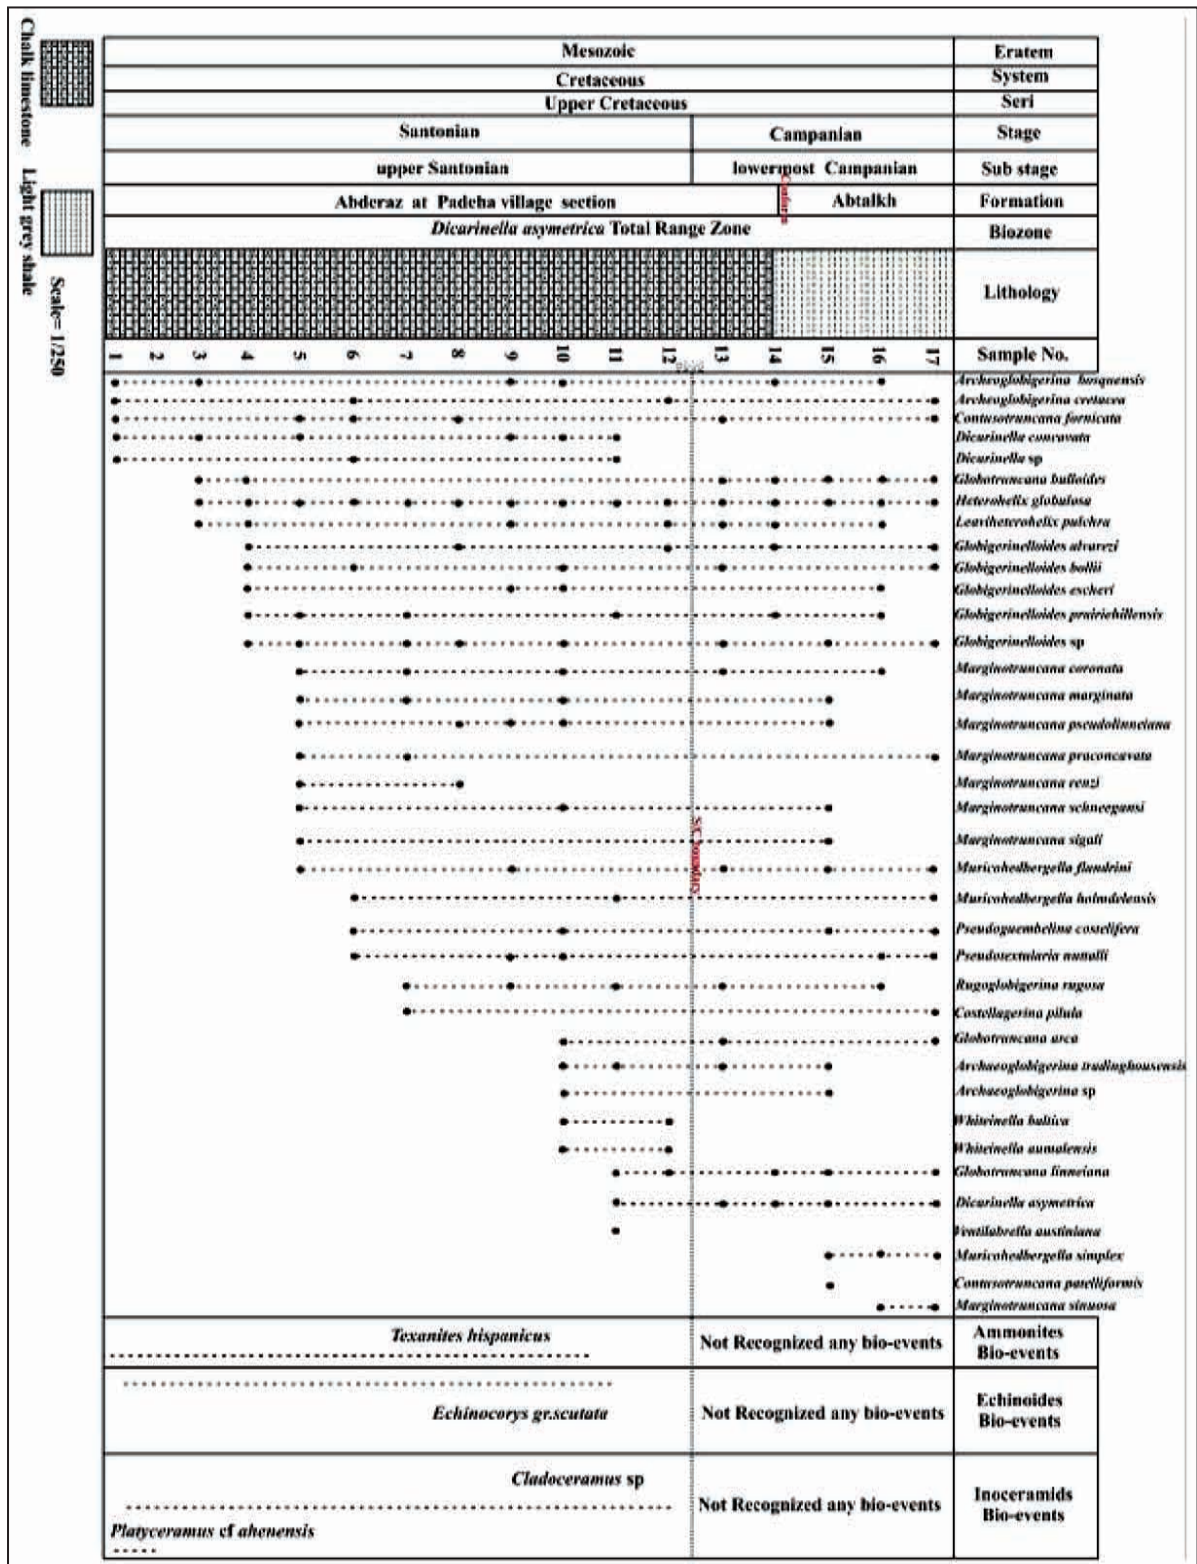 Chalk limestone
Light grey shale
Scale= 1/250
Mesozoic Eratem
Cretaceous System
Upper Cretaceous Seri
Santonian Campanian Stage
upper Santonian lowermost Campanian Sub stage
Abderaz at Padeha village section Abtalkh Formation
Dicarinella asymetrica Total Range Zone Biozone
Lithology
1 2 3 4 5 6 7 8 9 10 11 12 13 14 15 16 17 Sample No.
Archeoglobigerina bosquensis
Archeoglobigerina cretacea
Contusotruncana fornicata
Dicarinella concavata
Dicarinella sp
Globotruncana bulloides
Heterohelix globulosa
Leaviheterohelix pulchra
Globigerinelloides alvarezi
Globigerinelloides bollii
Globigerinelloides escheri
Globigerinelloides prairiehillensis
Globigerinelloides sp
Marginotruncana coronata
Marginotruncana marginata
Marginotruncana pseudolinneiana
Marginotruncana praconcavata
Marginotruncana renzi
Marginotruncana schneegansi
Marginotruncana sigali
Muricohedbergella flandrini
S/C boundary
Muricohedbergella holmdelensis
Pseudoguembelina costelifera
Pseudotextularia nuttalli
Rugoglobigerina rugosa
Costellagerina pilula
Globotruncana arca
Archaeoglobigerina tradinghousensis
Archaeoglobigerina sp
Whiteinella baltica
Whiteinella aumalensis
Globotruncana linneiana
Dicarinella asymetrica
Ventilabrella austiniana
Muricohedbergella simplex
Contusotruncana patelliformis
Marginotruncana sinuosa
Texanites hispanicus Not Recognized any bio-events Ammonites
Bio-events
Echinocorys gr.scutata Not Recognized any bio-events Echinoides
Bio-events
Cladoceramus sp
Not Recognized any bio-events Inoceramids
Bio-events
Platyceramus cf ahenensis